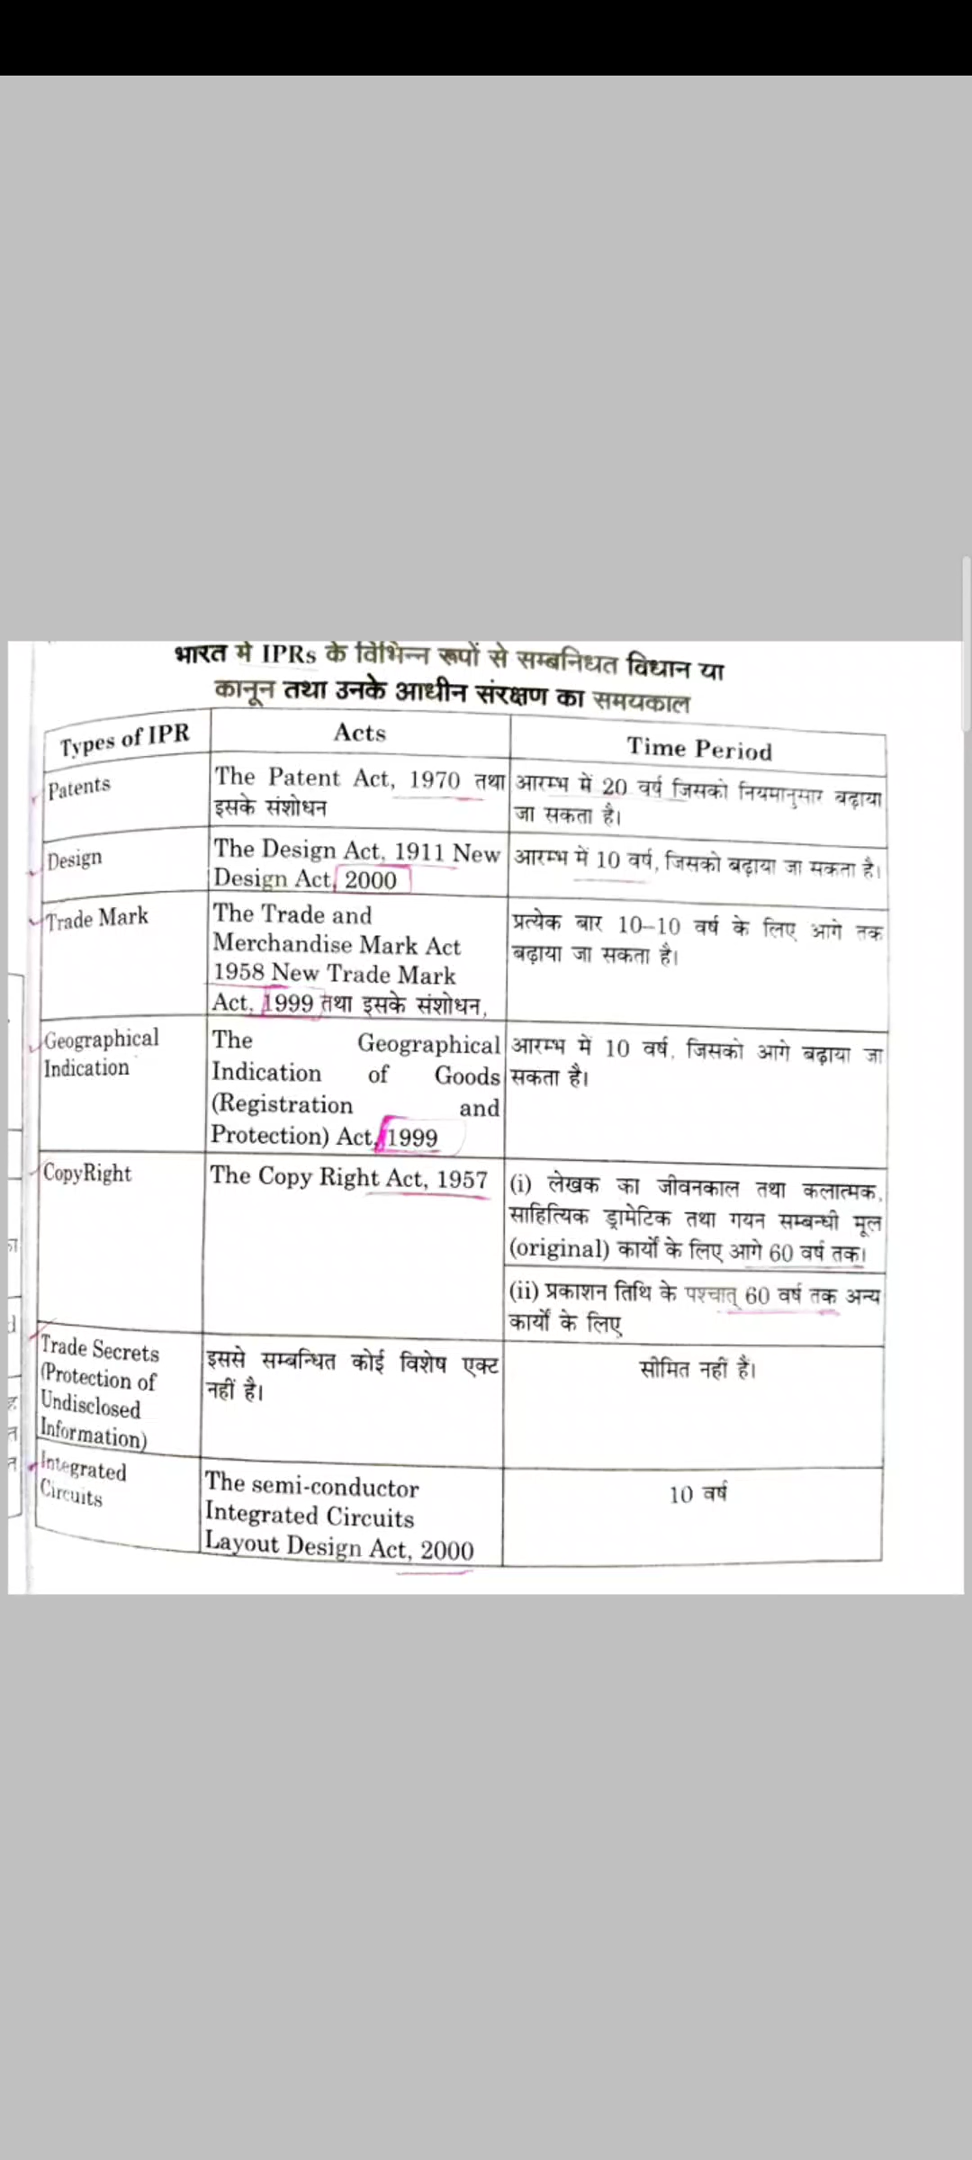 भारत में IPRs के विभिन्न रूपों से सम्बनिधत विधान या
कानून तथा उनके आधीन संरक्षण का समयकाल
Types of IPR
Acts
Time Period
Patents
The Patent Act, 1970 तथा
इसके संशोधन
आरम्भ में 20 वर्ष जिसको नियमानुसार बढ़ाया
जा सकता है।
Design
The Design Act, 1911 New
Design Act, 2000
आरम्भ में 10 वर्ष, जिसको बढ़ाया जा सकता है।
Trade Mark
The Trade and
Merchandise Mark Act
1958 New Trade Mark
Act, 1999 तथा इसके संशोधन,
प्रत्येक बार 10–10 वर्ष के लिए आगे तक
बढ़ाया जा सकता है।
Geographical
Indication
The Geographical
Indication of Goods
(Registration and
Protection) Act, 1999
आरम्भ में 10 वर्ष, जिसको आगे बढ़ाया जा
सकता है।
CopyRight
The Copy Right Act, 1957
(i) लेखक का जीवनकाल तथा कलात्मक,
साहित्यिक ड्रामेटिक तथा गयन सम्बन्धी मूल
(original) कार्यों के लिए आगे 60 वर्ष तक।
(ii) प्रकाशन तिथि के पश्चात् 60 वर्ष तक अन्य
कार्यों के लिए
Trade Secrets
(Protection of
Undisclosed
Information)
इससे सम्बन्धित कोई विशेष एक्ट
नहीं है।
सीमित नहीं हैं।
Integrated
Circuits
The semi-conductor
Integrated Circuits
Layout Design Act, 2000
10 वर्ष